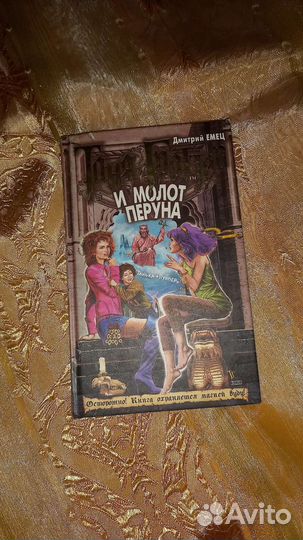 Дмитрий ЕМЕЦ
И МОЛОТ
ПЕРУНА
Осторожно! Книга охраняется магией вуду!
Avito